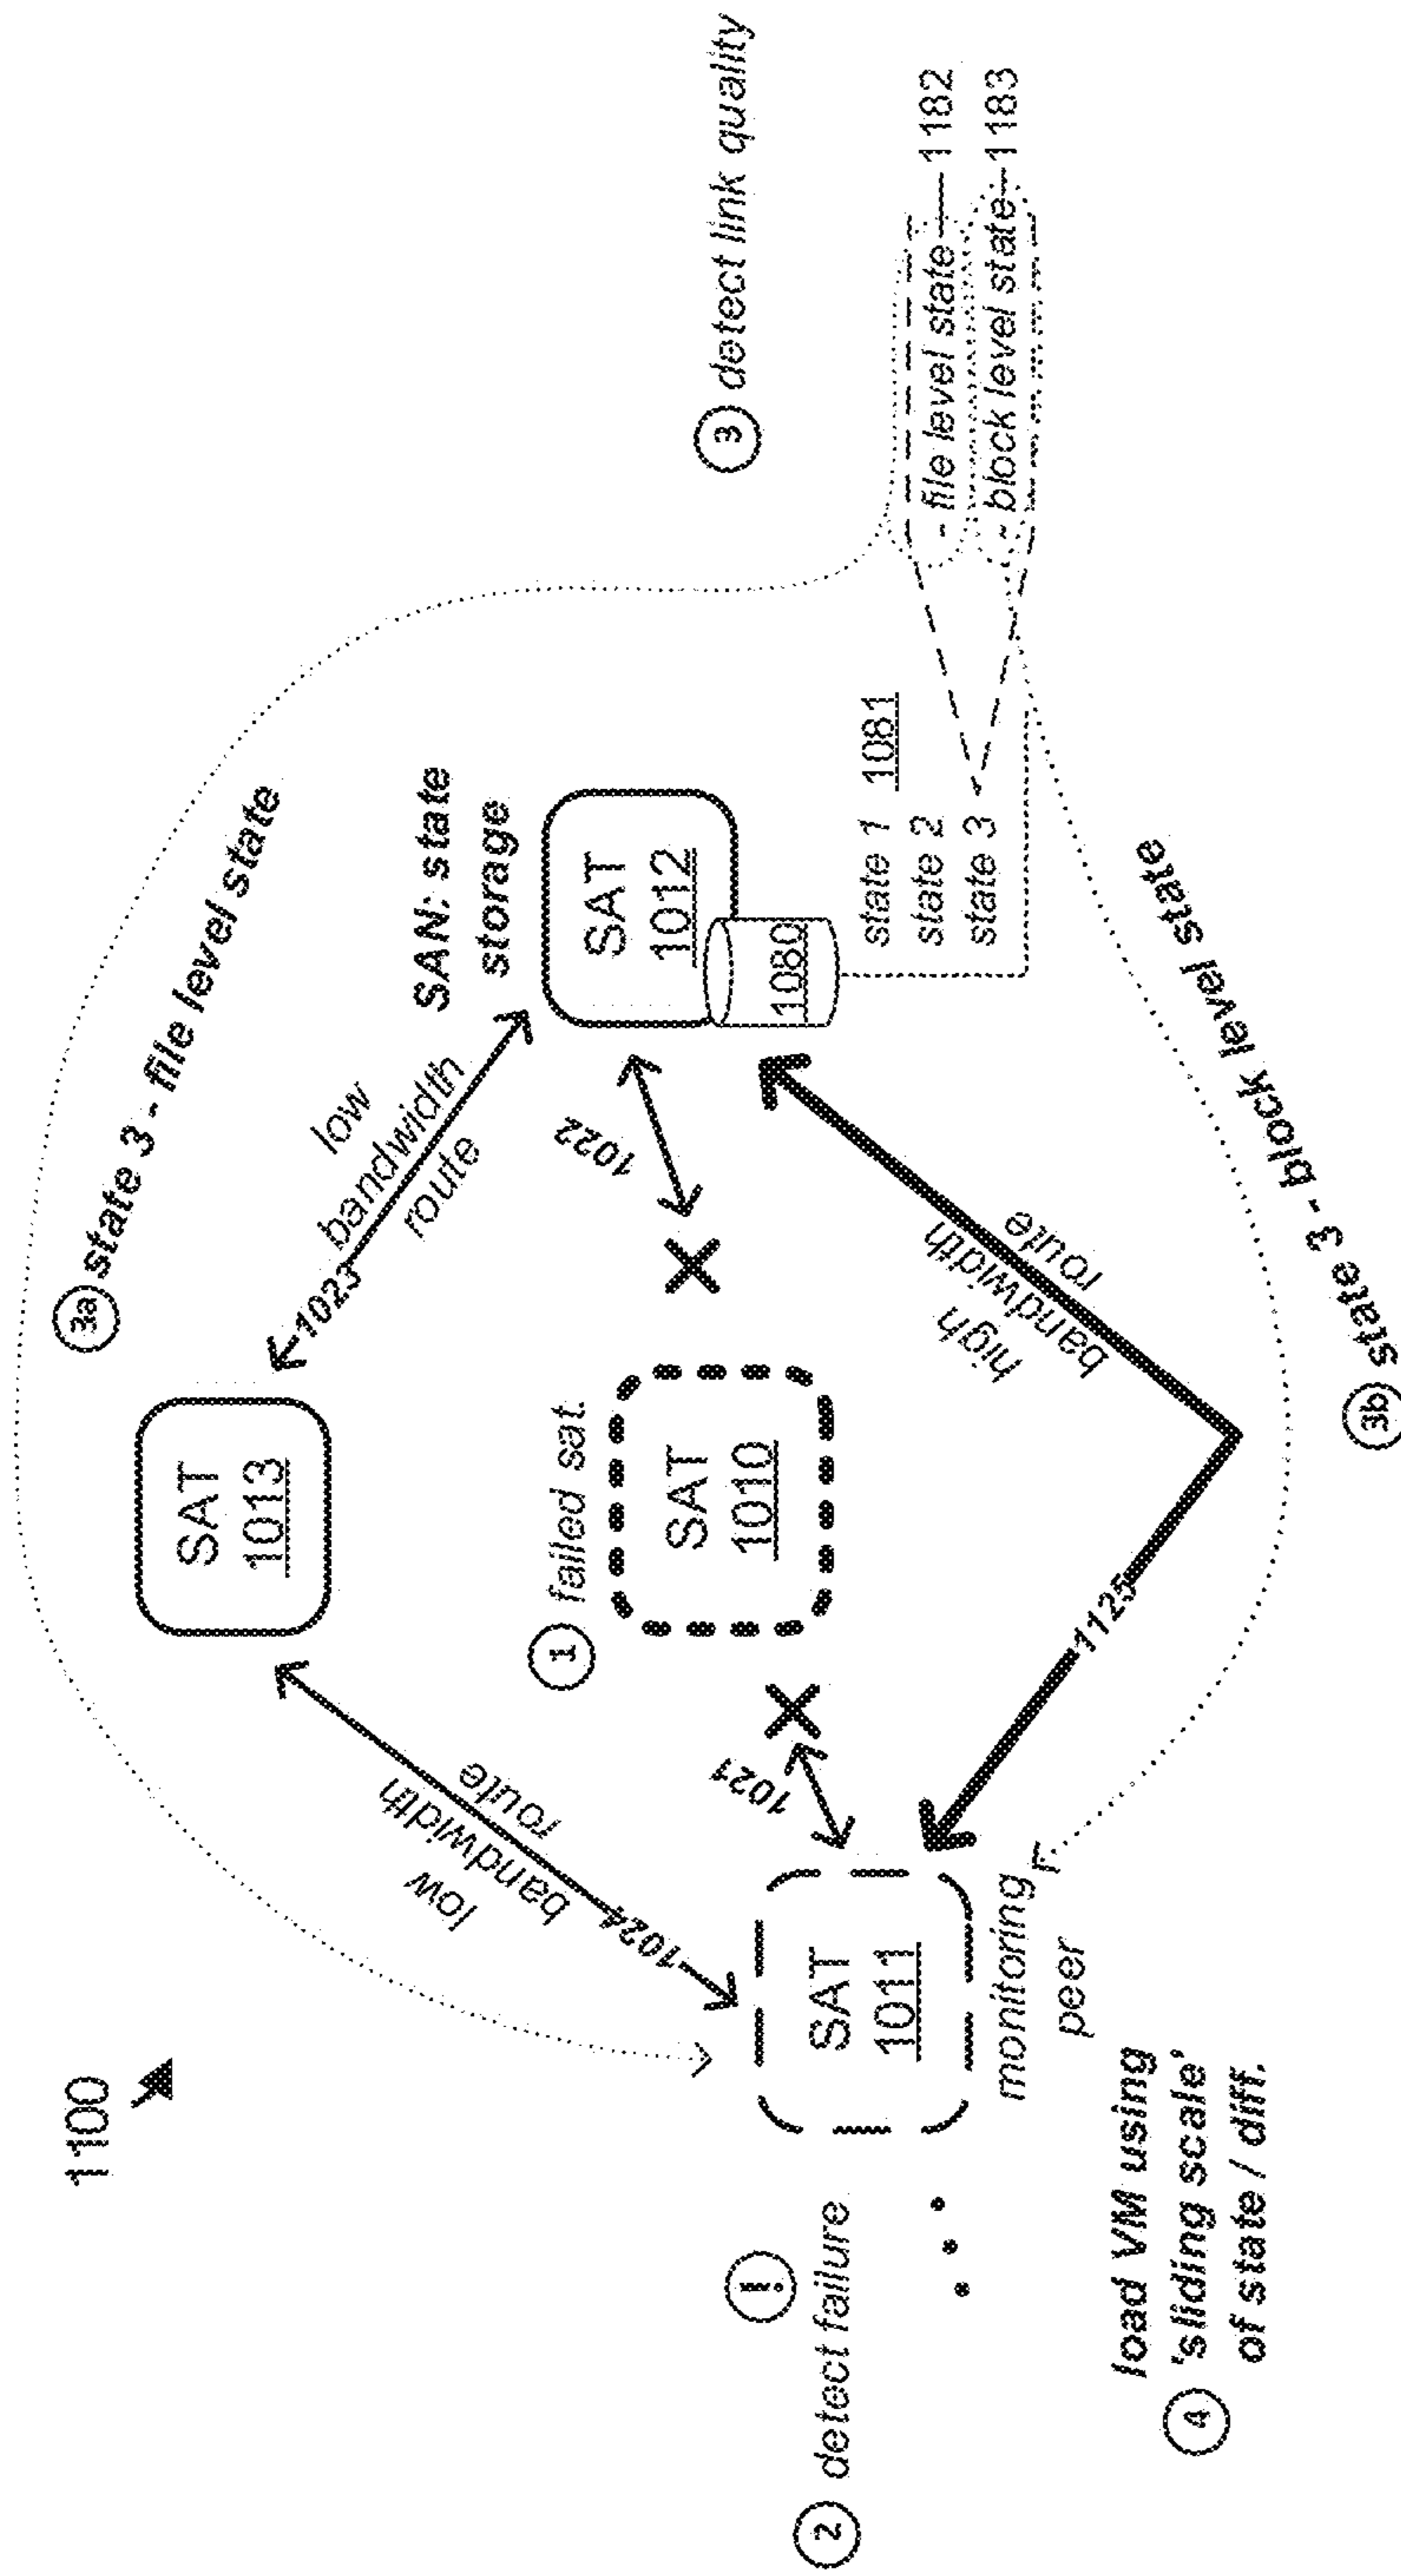 1100
3a state 3 - file level state
SAT
1013
1023
low
bandwidth
route
SAN: state
storage
3 detect link quality
low
bandwidth
route
1024
1 failed sat.
SAT
1010
1021
1022
SAT
1012
1080
state 1 1081
state 2
state 3
- file level state 1182
- block level state 1183
!
2 detect failure
SAT
1011
monitoring
peer
high
bandwidth
route
1125
3b state 3 - block level state
load VM using
4 'sliding scale'
of state / diff.